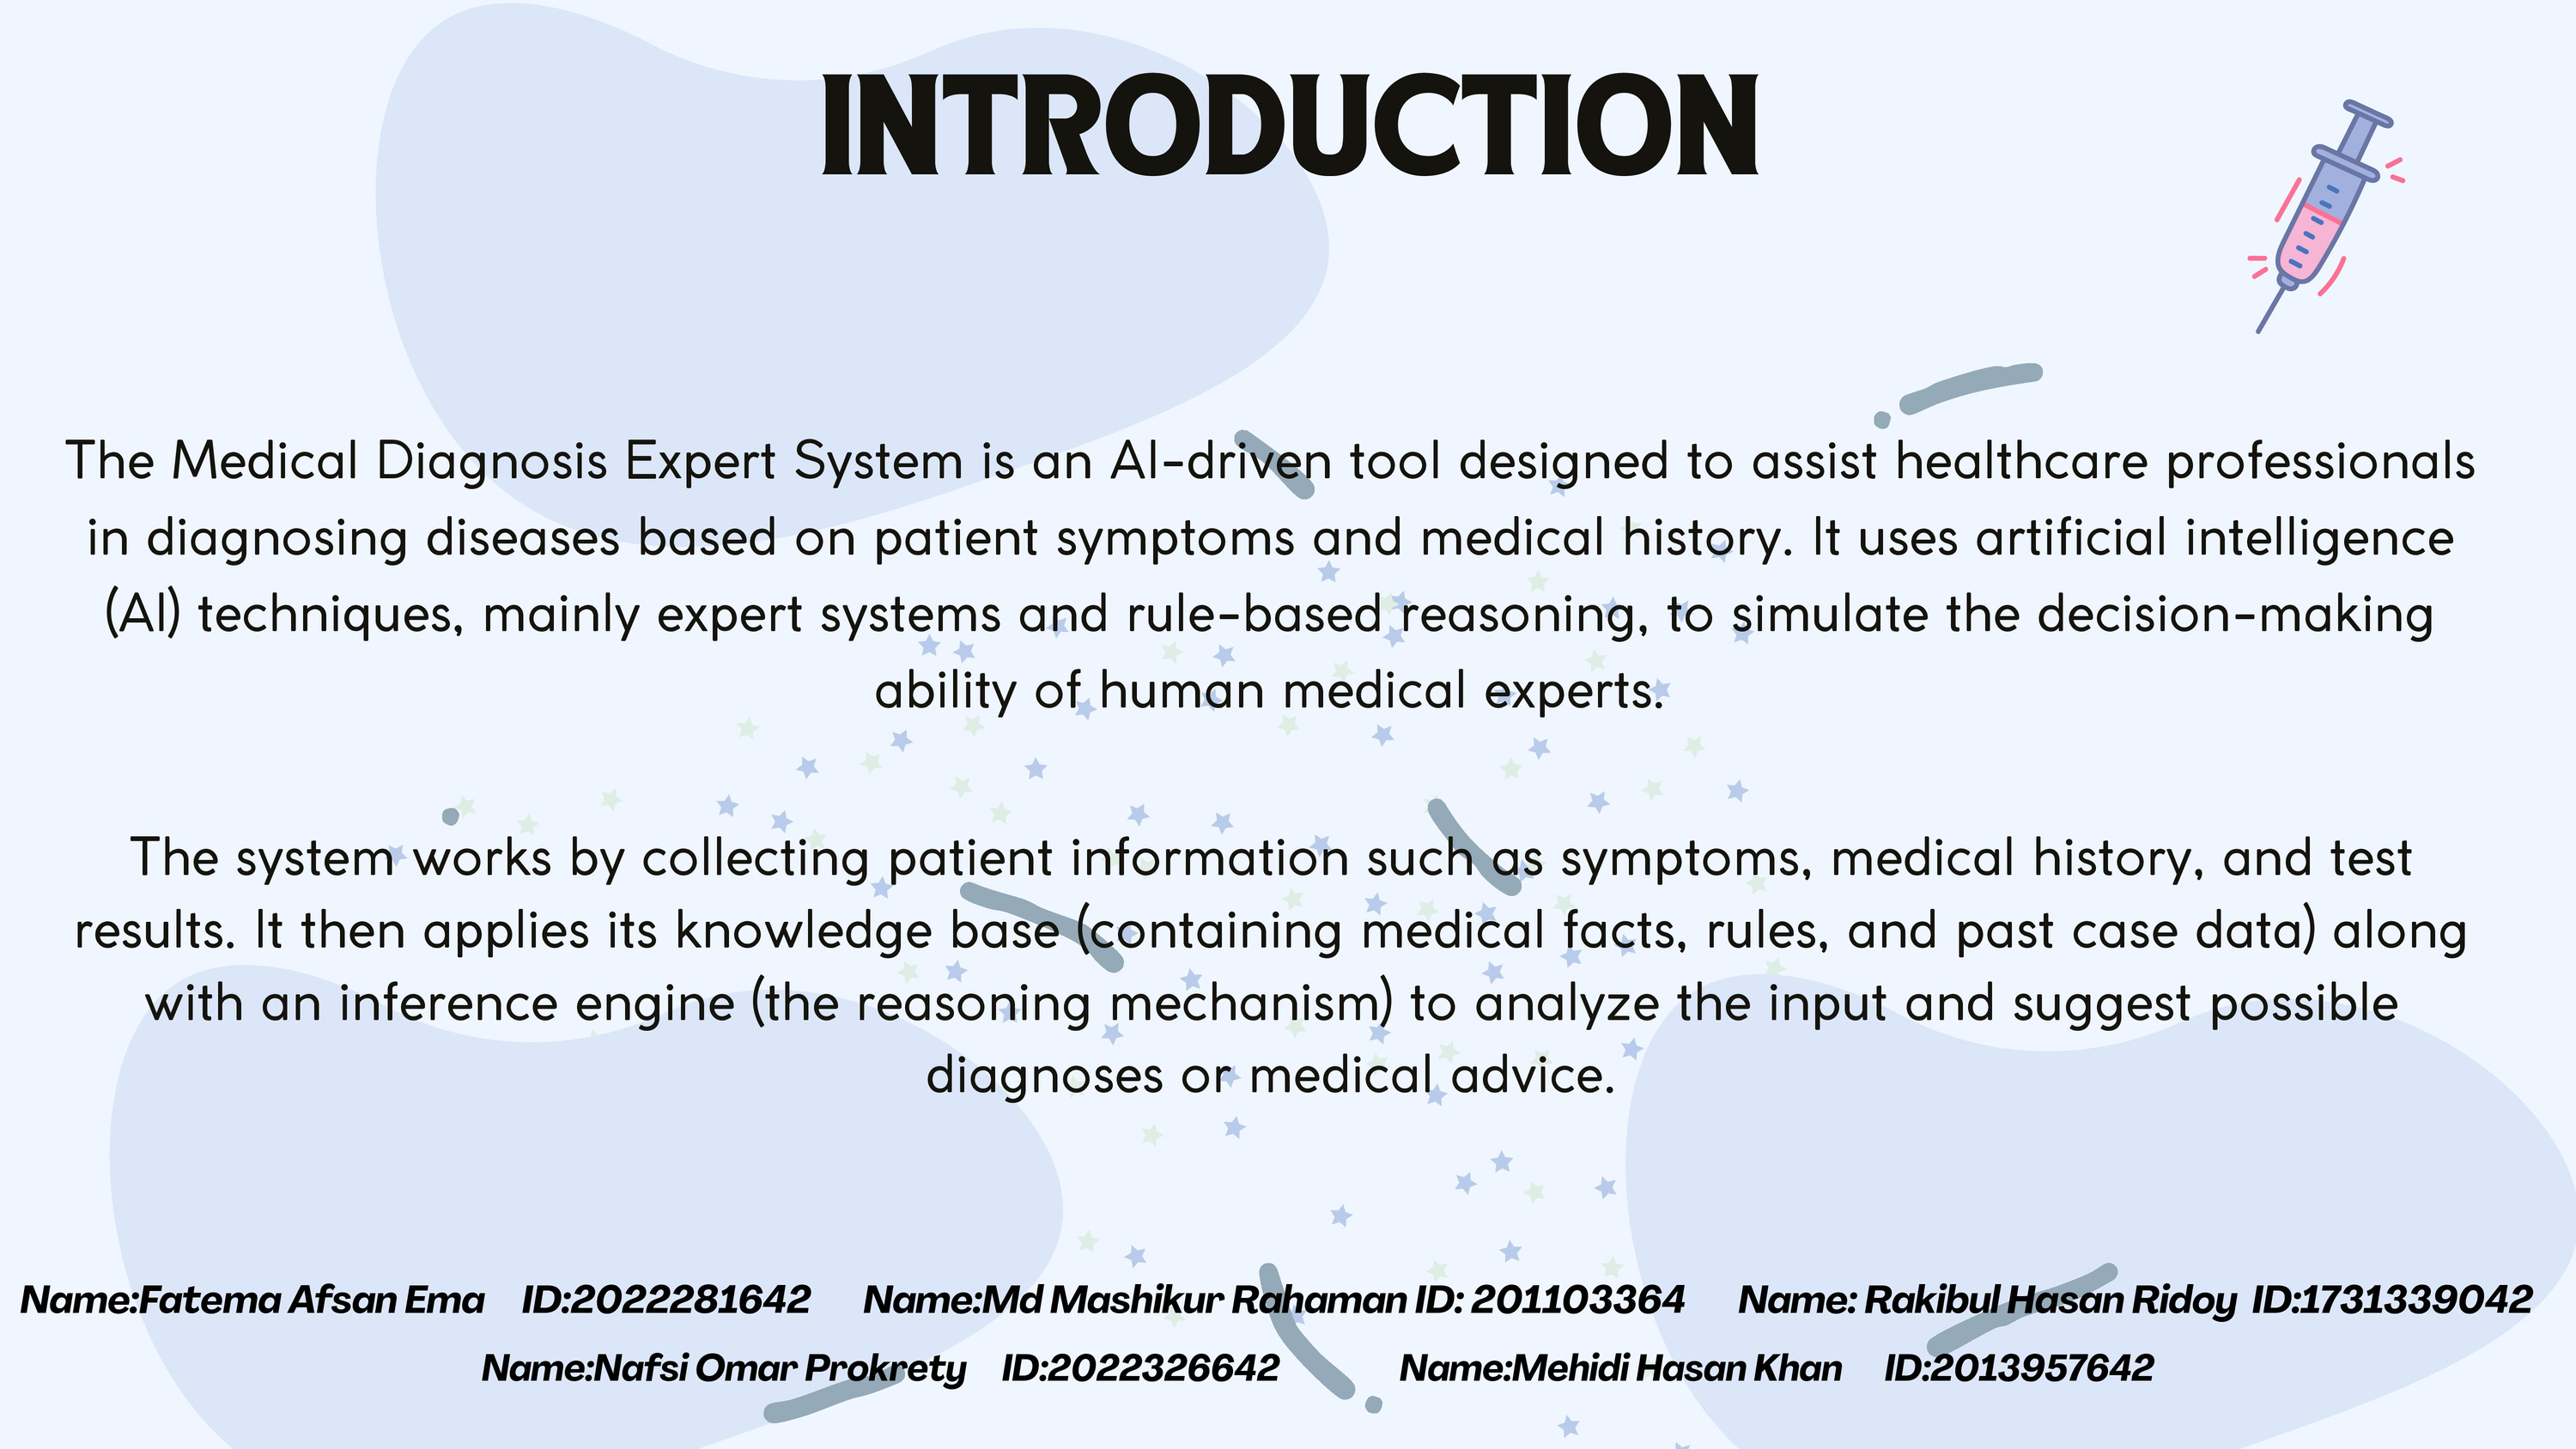 INTRODUCTION
The Medical Diagnosis Expert System is an AI-driven tool designed to assist healthcare professionals
in diagnosing diseases based on patient symptoms and medical history. It uses artificial intelligence
(AI) techniques, mainly expert systems and rule-based reasoning, to simulate the decision-making
ability of human medical experts.
The system works by collecting patient information such as symptoms, medical history, and test
results. It then applies its knowledge base (containing medical facts, rules, and past case data) along
with an inference engine (the reasoning mechanism) to analyze the input and suggest possible
diagnoses or medical advice.
Name:Fatema Afsan Ema ID:2022281642 Name:Md Mashikur Rahaman ID: 201103364 Name: Rakibul Hasan Ridoy ID:1731339042
Name:Nafsi Omar Prokrety ID:2022326642 Name:Mehidi Hasan Khan ID:2013957642